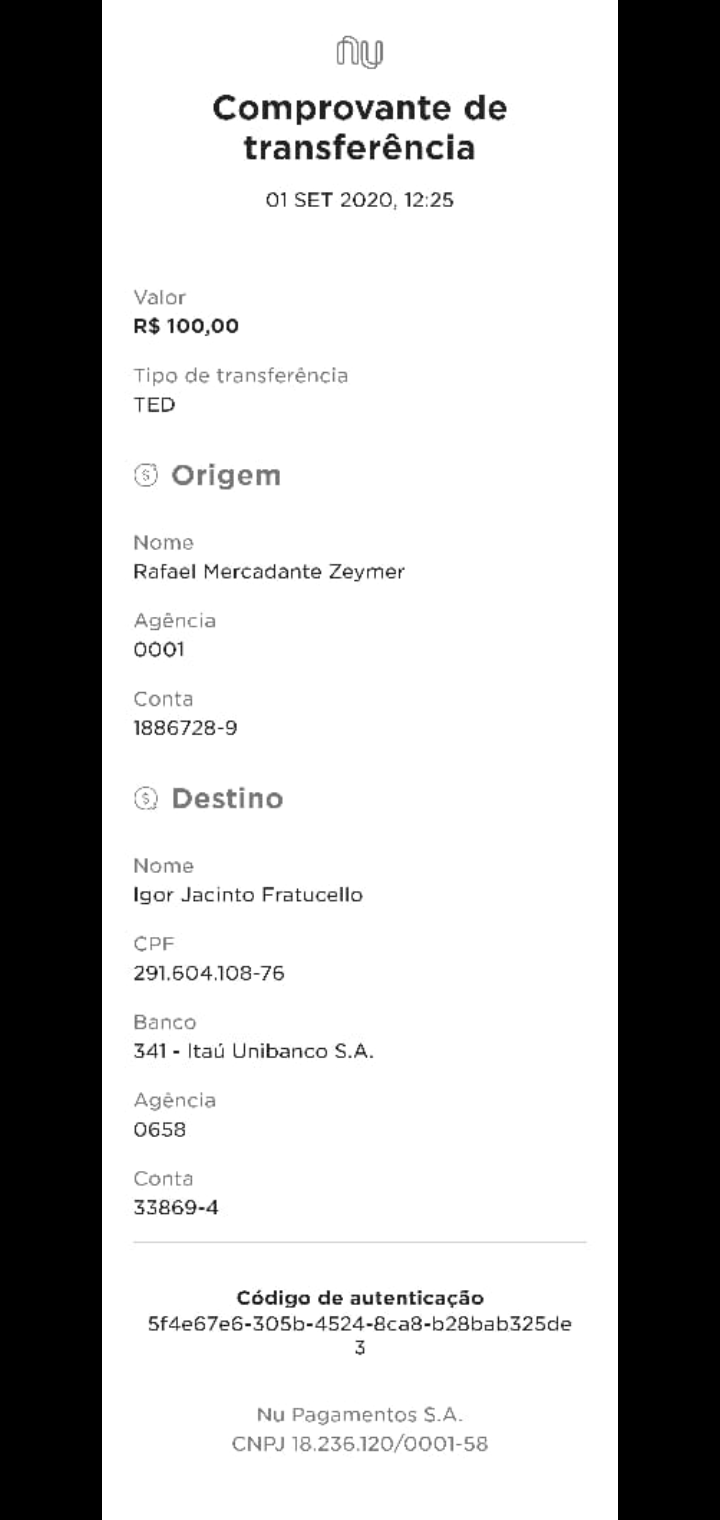 nu
Comprovante de
transferência
01 SET 2020, 12:25
Valor
R$ 100,00
Tipo de transferência
TED
Origem
Nome
Rafael Mercadante Zeymer
Agência
0001
Conta
1886728-9
Destino
Nome
Igor Jacinto Fratucello
CPF
291.604.108-76
Banco
341 - Itaú Unibanco S.A.
Agência
0658
Conta
33869-4
Código de autenticação
5f4e67e6-305b-4524-8ca8-b28bab325de
3
Nu Pagamentos S.A.
CNPJ 18.236.120/0001-58